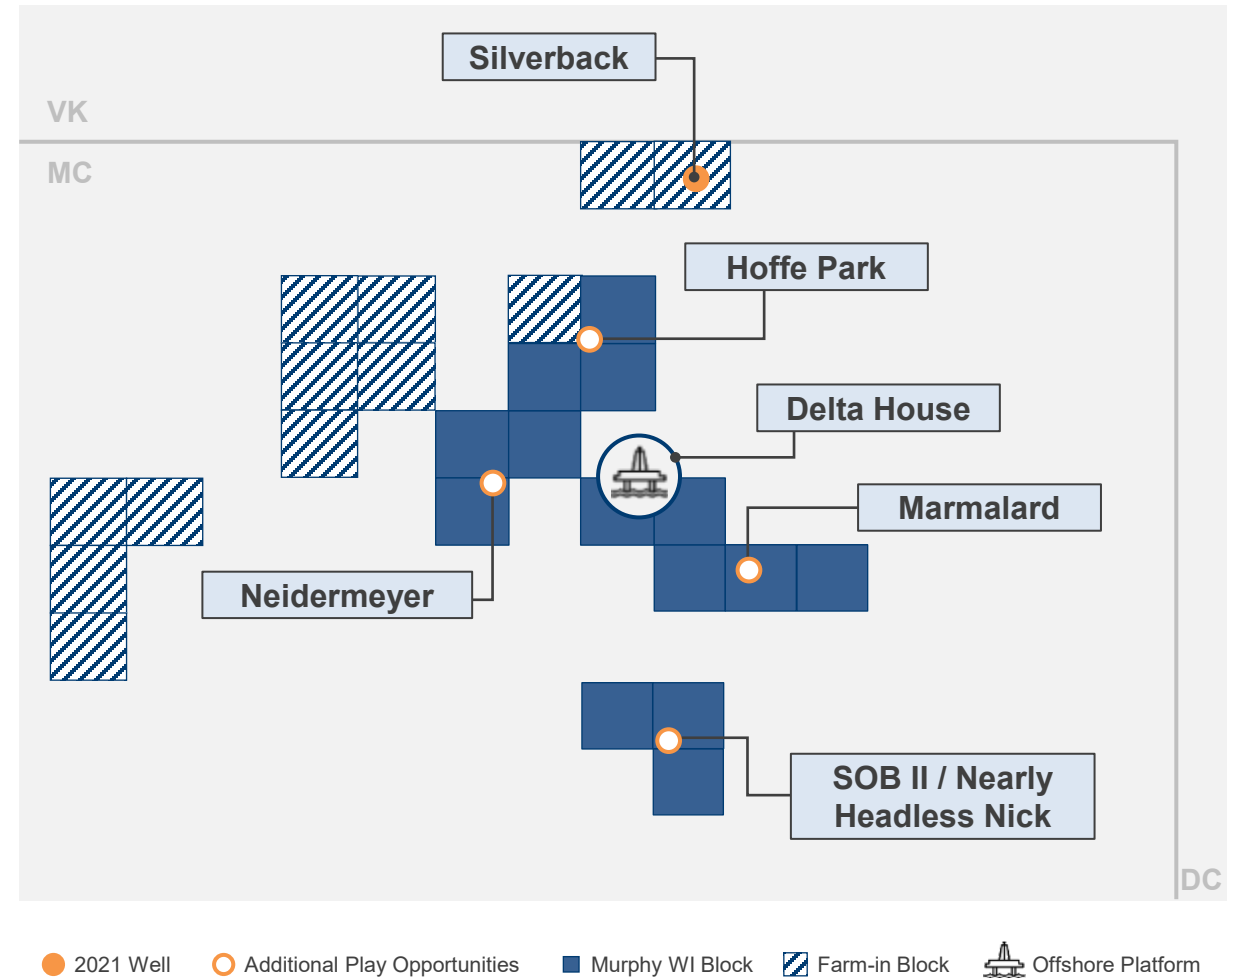 Silverback
VK
MC
Hoffe Park
Delta House
Marmalard
Neidermeyer
SOB II / Nearly
Headless Nick
DC
2021 Well
Additional Play Opportunities
Murphy WI Block
Farm-in Block
Offshore Platform